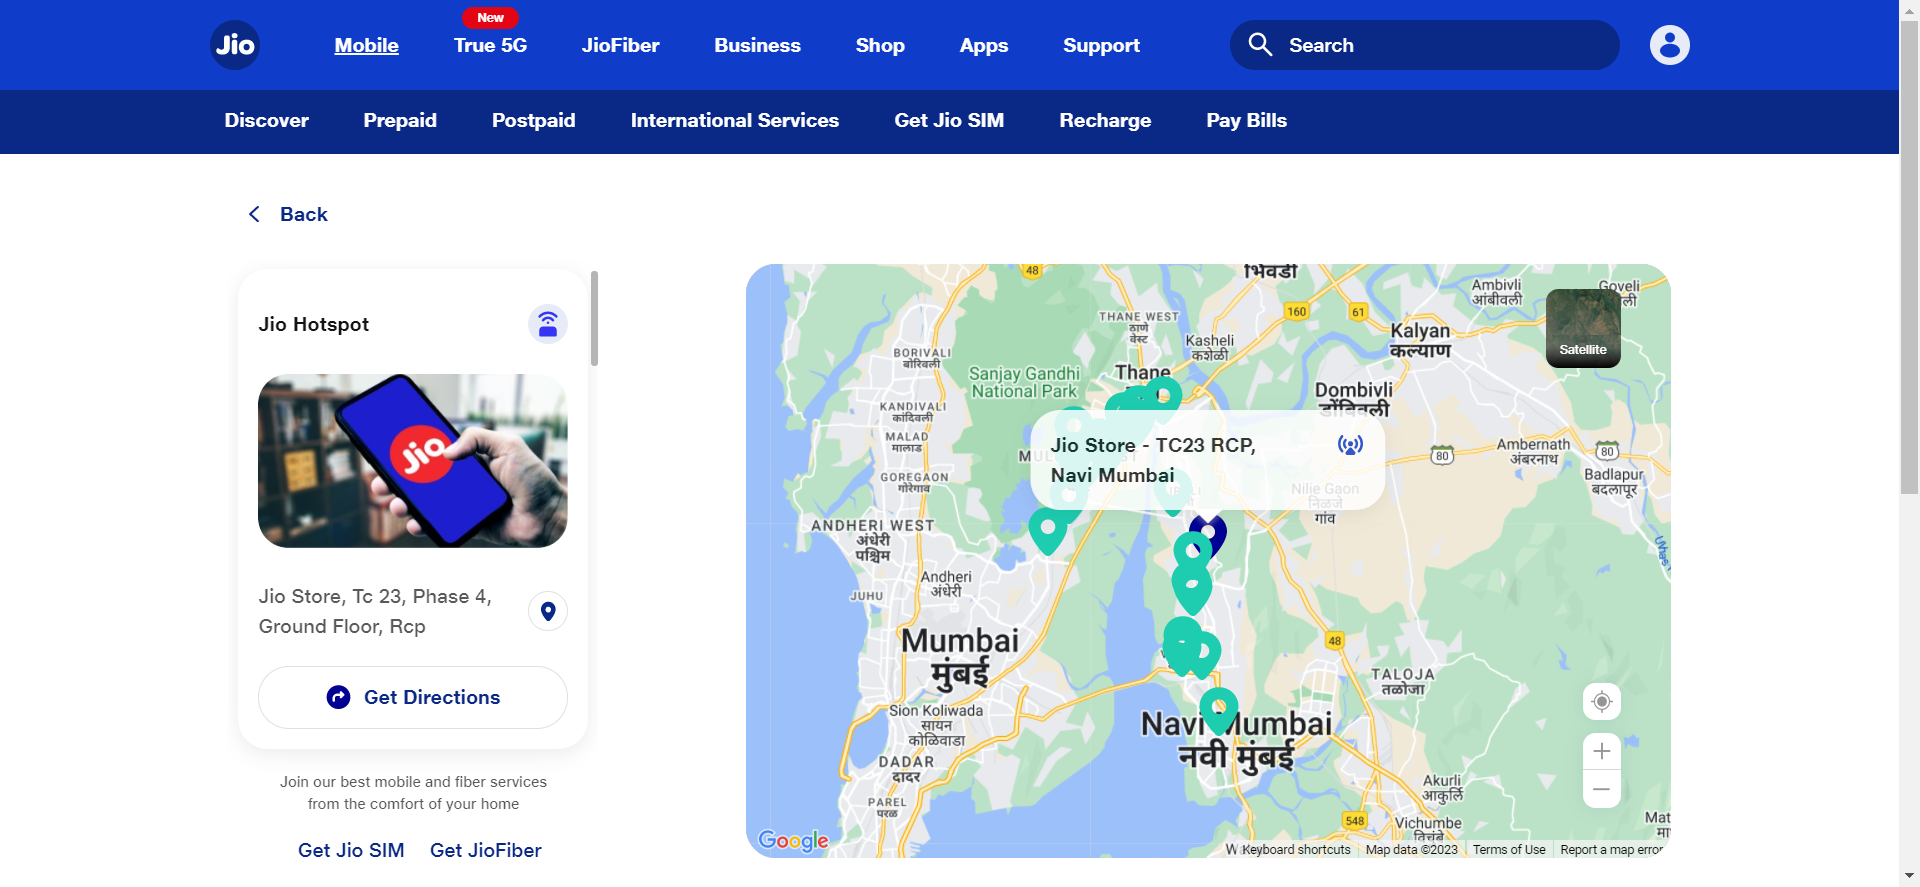 Jio
Mobile
New
True 5G
JioFiber
Business
Shop
Apps
Support
Search
Discover
Prepaid
Postpaid
International Services
Get Jio SIM
Recharge
Pay Bills
Back
Jio Hotspot
Jio
Jio Store, Tc 23, Phase 4,
Ground Floor, Rcp
Get Directions
Join our best mobile and fiber services
from the comfort of your home
Get Jio SIM
Get JioFiber
48
भिवंडी
Ambivli
आंबीवली
Goveli
Satellite
160
61
THANE WEST
ठाणे
वेस्ट
Kasheli
कशेळी
Kalyan
कल्याण
BORIVALI
बोरिवली
Sanjay Gandhi
National Park
Thane
Dombivli
डोंबिवली
KANDIVALI
कांदिवली
MALAD
मालाड
Jio Store - TC23 RCP,
Navi Mumbai
80
Ambernath
अंबरनाथ
80
Badlapur
बदलापूर
GOREGAON
गोरेगाव
Nilje Gaon
निळजे
गांव
ANDHERI WEST
अंधेरी
पश्चिम
Ulhas
Andheri
अंधेरी
JUHU
Mumbai
मुंबई
48
TALOJA
तळोजा
Sion Koliwada
सायन
कोळिवाडा
Navi Mumbai
नवी मुंबई
DADAR
दादर
Akurli
आकुर्ली
PAREL
परळ
548
Vichumbe
विचुंबे
Google
Keyboard shortcuts
Map data ©2023
Terms of Use
Report a map error